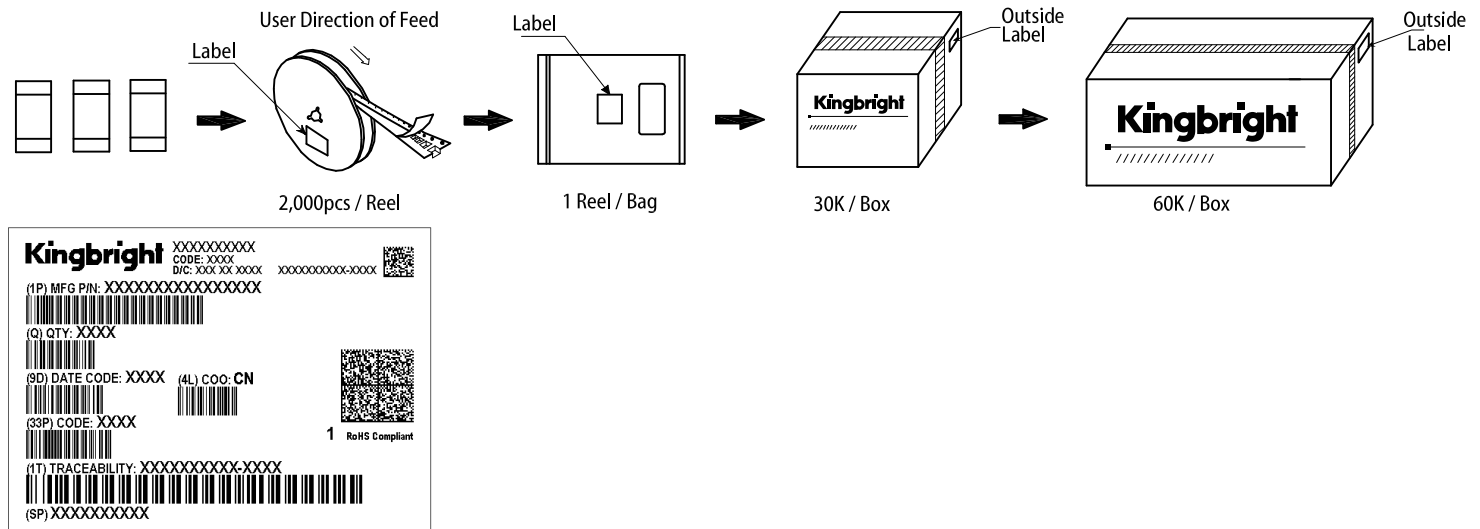 User Direction of Feed
Label
Label
Outside
Label
Outside
Label
Kingbright
Kingbright
2,000pcs / Reel
1 Reel / Bag
30K / Box
60K / Box
Kingbright
XXXXXXXXXX
CODE: XXXX
D/C: XXX XX XXXX XXXXXXXXXX-XXXX
(1P) MFG P/N: XXXXXXXXXXXXXXXX
(Q) QTY: XXXX
(9D) DATE CODE: XXXX (4L) COO: CN
(33P) CODE: XXXX
1 RoHS Compliant
(1T) TRACEABILITY: XXXXXXXXXX-XXXX
(SP) XXXXXXXXXX